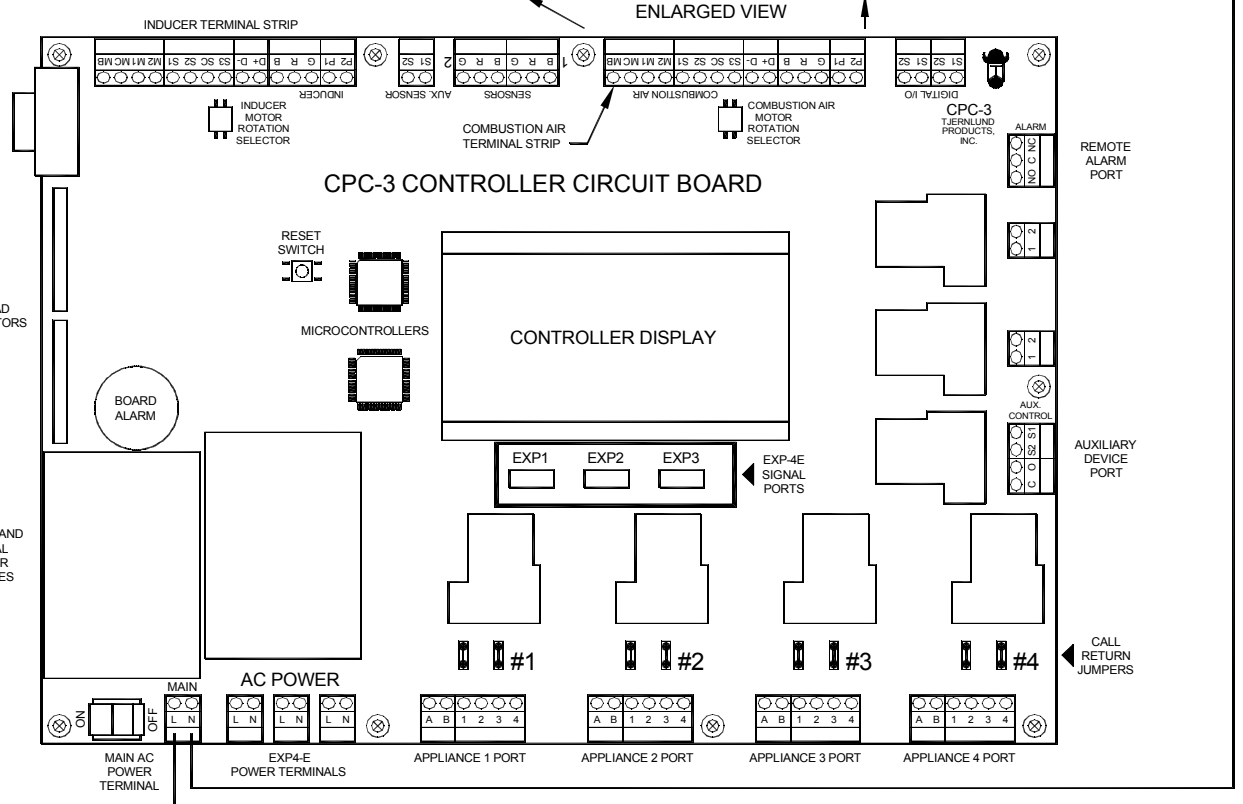 ENLARGED VIEW
INDUCER TERMINAL STRIP
MB MC M1 M2 S1 S2 SC S3 D- D+ B R G P1 P2
S2 S1
2
G R B G R B
1
MB MC M1 M2 S1 S2 SC S3 D- D+ B R G P1 P2
S2 S1 S2 S1
INDUCER
AUX. SENSOR
SENSORS
COMBUSTION AIR
DIGITAL I/O
INDUCER
MOTOR
ROTATION
SELECTOR
COMBUSTION AIR
TERMINAL STRIP
COMBUSTION AIR
MOTOR
ROTATION
SELECTOR
CPC-3
TJERNLUND
PRODUCTS,
INC.
ALARM
NO C NC
REMOTE
ALARM
PORT
CPC-3 CONTROLLER CIRCUIT BOARD
1 2
RESET
SWITCH
MICROCONTROLLERS
CONTROLLER DISPLAY
1 2
AD
TORS
BOARD
ALARM
AUX.
CONTROL
C O S2 S1
AUXILIARY
DEVICE
PORT
EXP1 EXP2 EXP3
EXP-4E
SIGNAL
PORTS
AND
AL
R
ES
#1 #2 #3 #4
CALL
RETURN
JUMPERS
MAIN
AC POWER
ON OFF
L N L N L N L N
A B 1 2 3 4
A B 1 2 3 4
A B 1 2 3 4
A B 1 2 3 4
MAIN AC
POWER
TERMINAL
EXP4-E
POWER TERMINALS
APPLIANCE 1 PORT
APPLIANCE 2 PORT
APPLIANCE 3 PORT
APPLIANCE 4 PORT